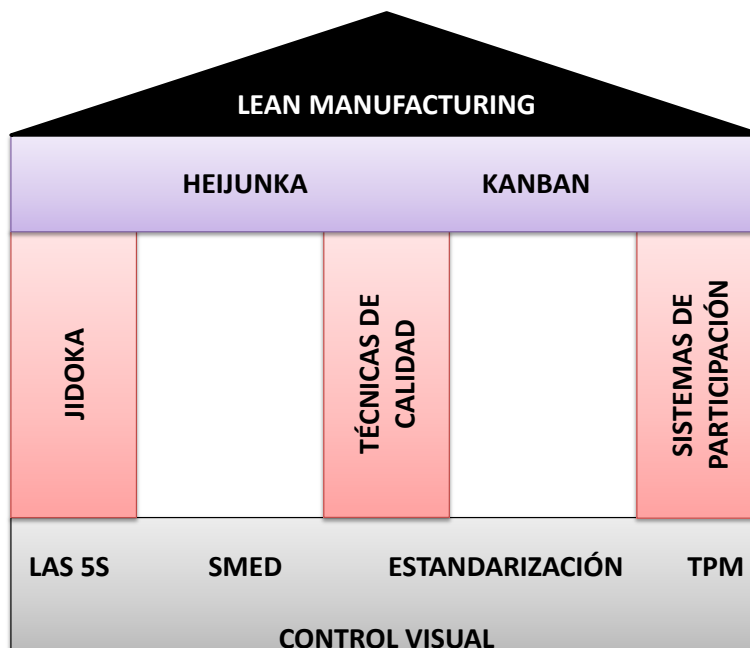 LEAN MANUFACTURING
HEIJUNKA KANBAN
JIDOKA
TÉCNICAS DE
CALIDAD
SISTEMAS DE
PARTICIPACIÓN
LAS 5S SMED ESTANDARIZACIÓN TPM
CONTROL VISUAL